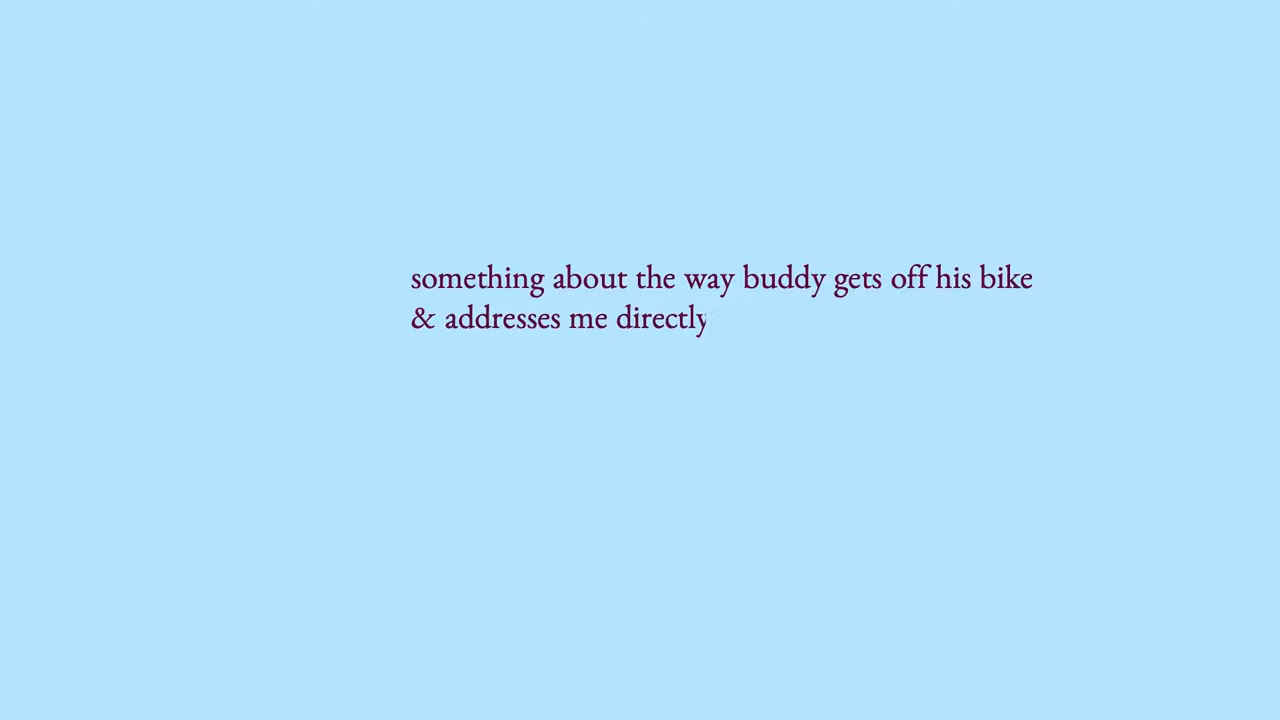 something about the way buddy gets off his bike
& addresses me directly